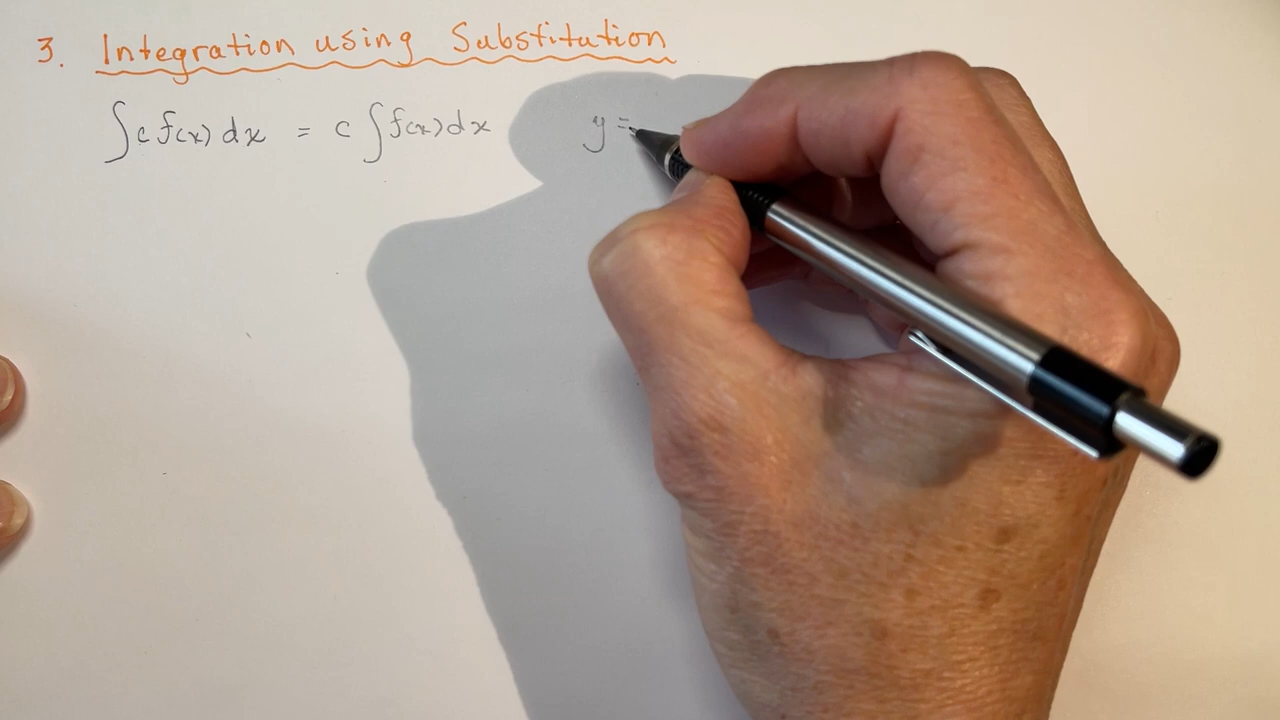 3. Integration using Substitution
∫c f(x) dx = c ∫f(x)dx y =